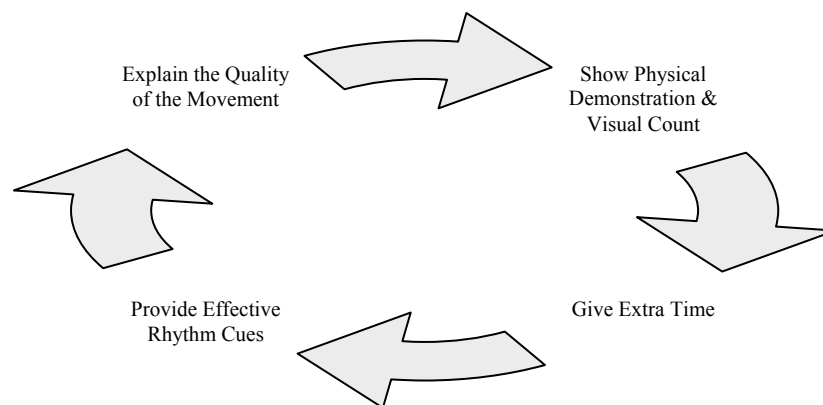 Explain the Quality
of the Movement
Show Physical
Demonstration &
Visual Count
Give Extra Time
Provide Effective
Rhythm Cues